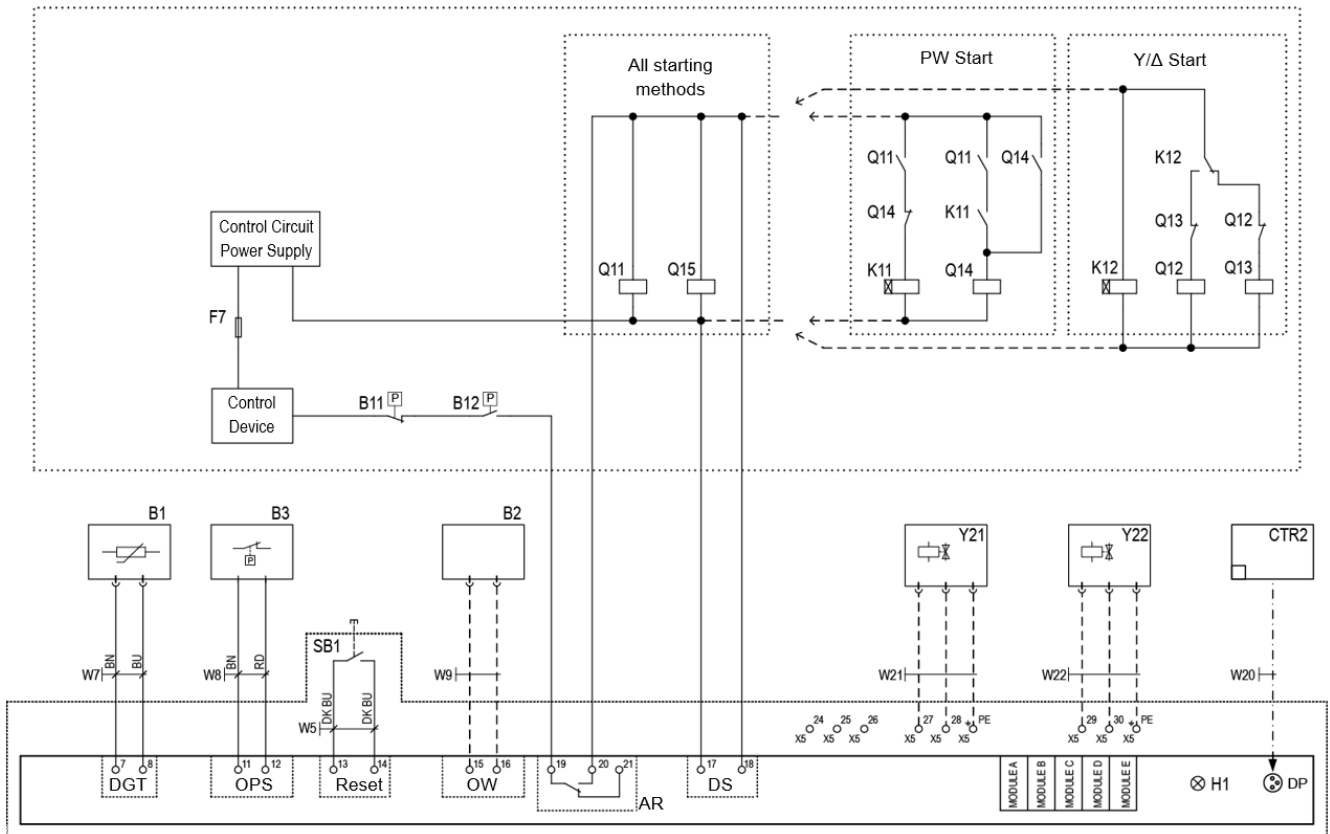 All starting
methods
PW Start
Y/Δ Start
Q11
Q11
Q14
K12
Q14
K11
Q13
Q12
Control Circuit
Power Supply
Q11
Q15
K11
Q14
K12
Q12
Q13
F7
Control
Device
B11
P
B12
P
B1
B3
P
B2
Y21
Y22
CTR2
SB1
W7
BN
BU
W8
BN
RD
W9
W21
W22
W20
W5
DK BU
DK BU
24
25
26
27
28
PE
29
30
PE
X5
X5
X5
X5
X5
X5
X5
X5
X5
7
8
11
12
13
14
15
16
19
20
21
17
18
DGT
OPS
Reset
OW
AR
DS
MODULE A
MODULE B
MODULE C
MODULE D
MODULE E
H1
DP